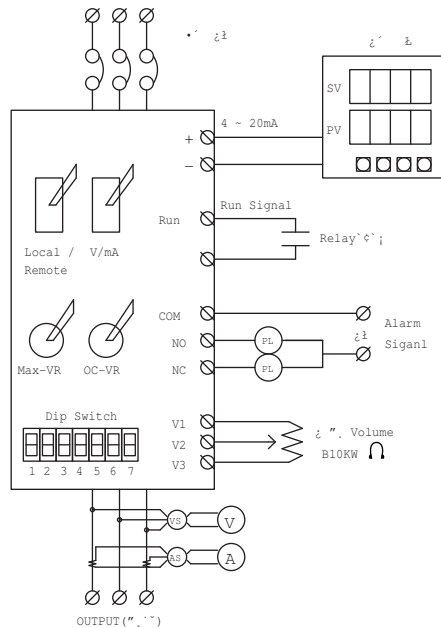 SV
4 ~ 20mA
+
PV
−
Run Signal
Run
Relay
Local /
Remote
V/mA
COM
Alarm
Siganl
NO
PL
NC
PL
Max-VR
OC-VR
Dip Switch
V1
Volume
V2
B10KW Ω
V3
1 2 3 4 5 6 7
VS
V
AS
A
OUTPUT(